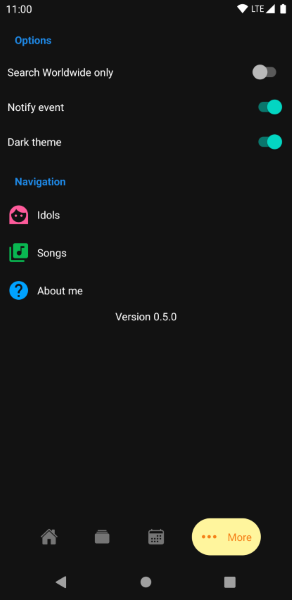 11:00
LTE
Options
Search Worldwide only
Notify event
Dark theme
Navigation
Idols
Songs
About me
Version 0.5.0
More